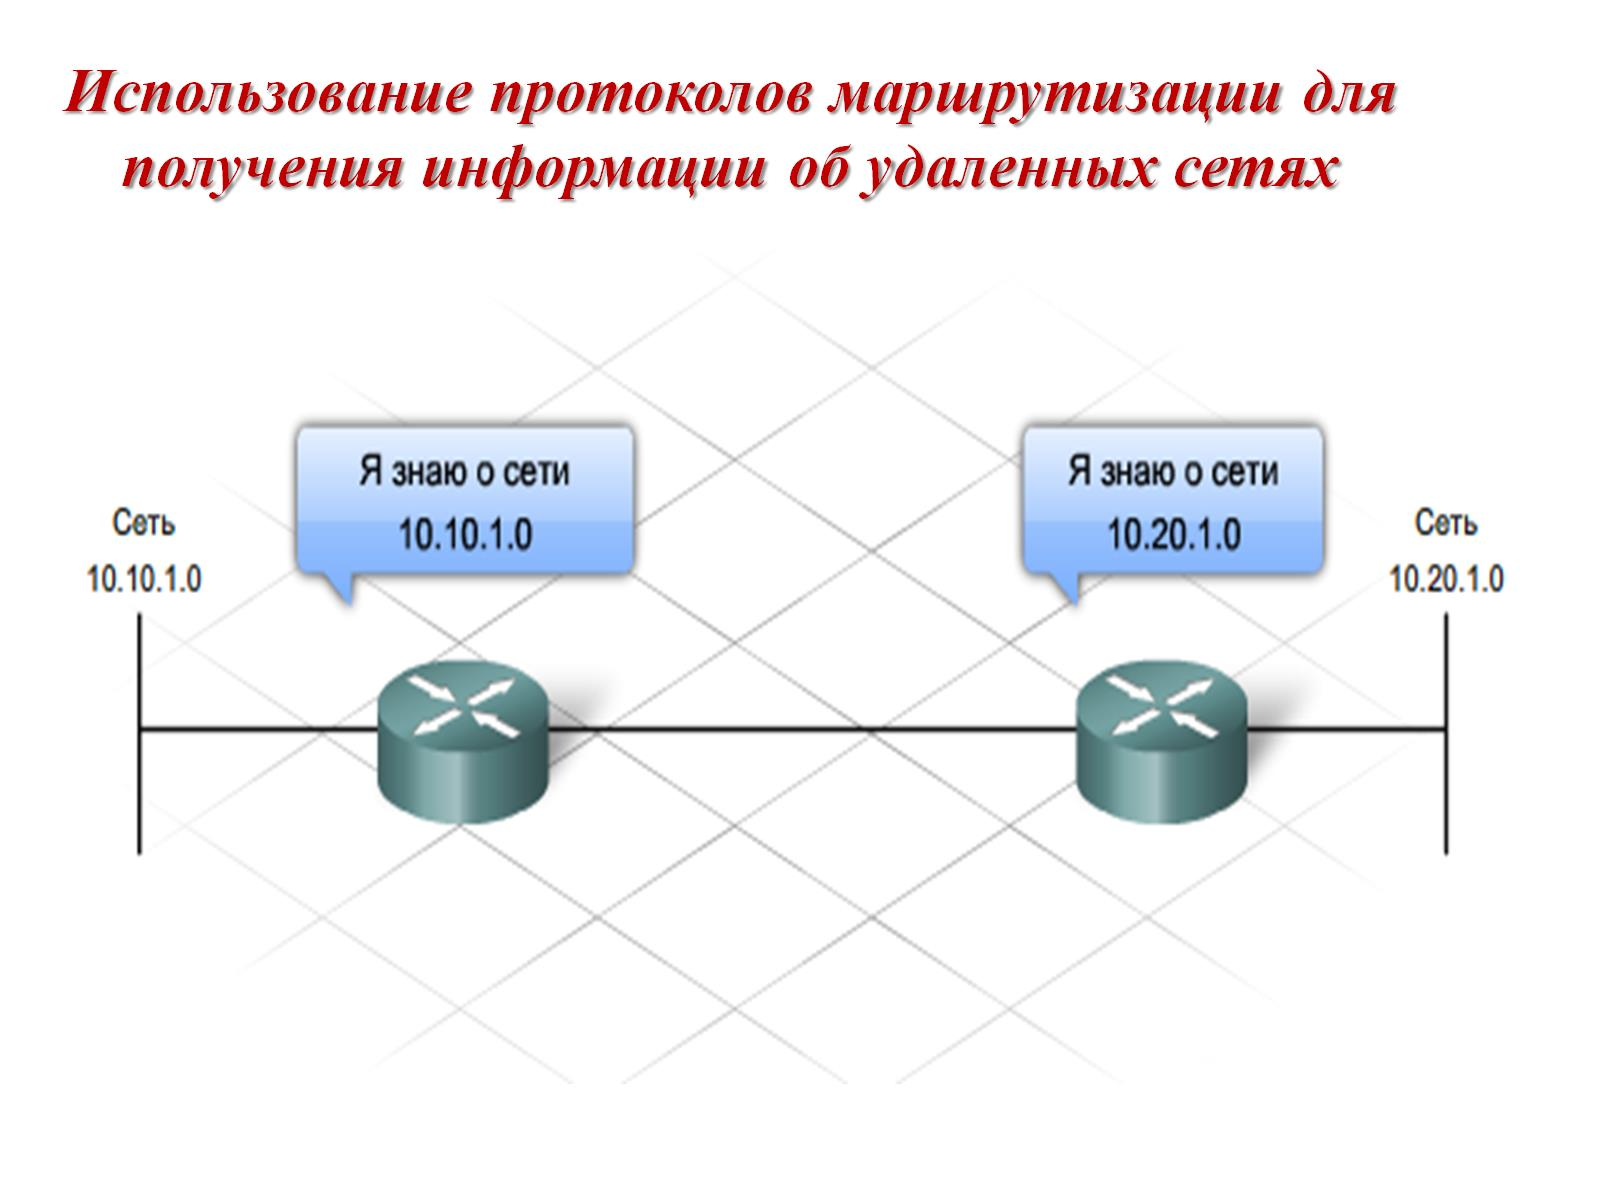 Использование протоколов маршрутизации для
получения информации об удаленных сетях
Я знаю о сети
10.10.1.0
Я знаю о сети
10.20.1.0
Сеть
10.10.1.0
Сеть
10.20.1.0